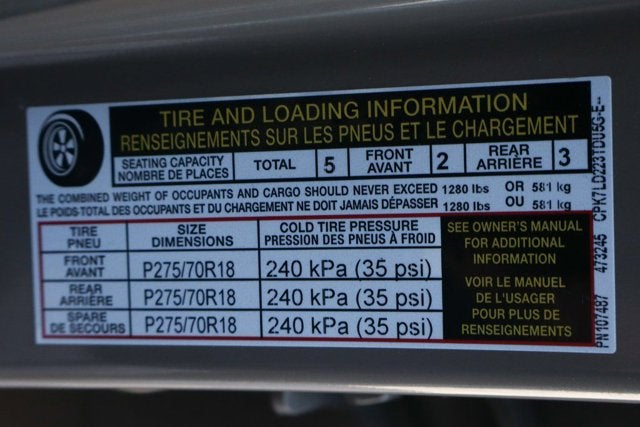 TIRE AND LOADING INFORMATION
RENSEIGNEMENTS SUR LES PNEUS ET LE CHARGEMENT
SEATING CAPACITY
NOMBRE DE PLACES
TOTAL 5
FRONT
AVANT 2
REAR
ARRIÈRE 3
THE COMBINED WEIGHT OF OCCUPANTS AND CARGO SHOULD NEVER EXCEED 1280 lbs OR 581 kg
LE POIDS-TOTAL DES OCCUPANTS ET DU CHARGEMENT NE DOIT JAMAIS DÉPASSER 1280 lbs OU 581 kg
TIRE
PNEU
SIZE
DIMENSIONS
COLD TIRE PRESSURE
PRESSION DES PNEUS À FROID
FRONT
AVANT
P275/70R18 240 kPa (35 psi)
REAR
ARRIÈRE
P275/70R18 240 kPa (35 psi)
SPARE
DE SECOURS
P275/70R18 240 kPa (35 psi)
SEE OWNER'S MANUAL
FOR ADDITIONAL
INFORMATION
VOIR LE MANUEL
DE L'USAGER
POUR PLUS DE
RENSEIGNEMENTS
PN107487 473245 CPK7LD2231DU5G-E--